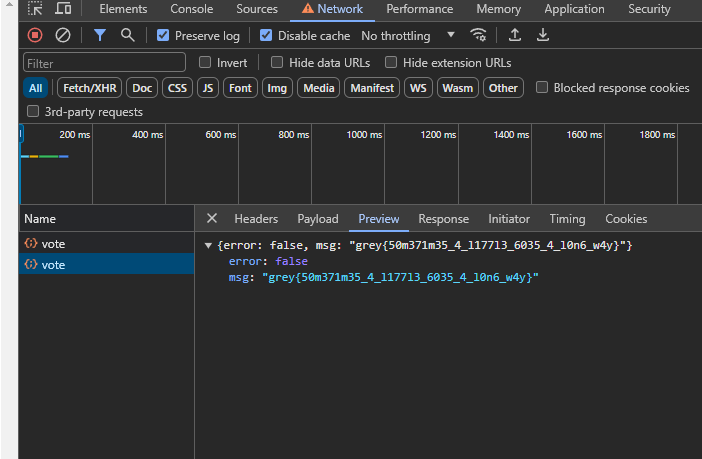 Elements Console Sources Network Performance Memory Application Security
Preserve log Disable cache No throttling
Filter Invert Hide data URLs Hide extension URLs
All Fetch/XHR Doc CSS JS Font Img Media Manifest WS Wasm Other Blocked response cookies
3rd-party requests
200 ms 400 ms 600 ms 800 ms 1000 ms 1200 ms 1400 ms 1600 ms 1800 ms
Name Headers Payload Preview Response Initiator Timing Cookies
vote {error: false, msg: "grey{50m371m35_4_l177l3_6035_4_l0n6_w4y}"}
vote error: false
msg: "grey{50m371m35_4_l177l3_6035_4_l0n6_w4y}"